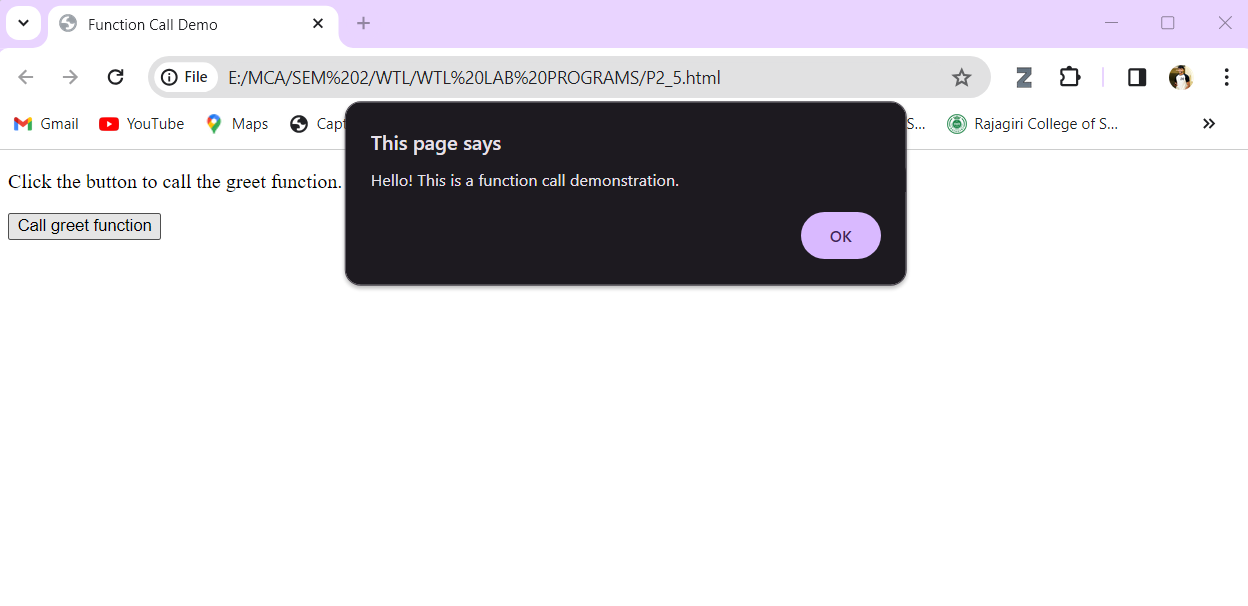 Function Call Demo
File E:/MCA/SEM%202/WTL/WTL%20LAB%20PROGRAMS/P2_5.html
Gmail YouTube Maps Capt S... Rajagiri College of S...
This page says
Hello! This is a function call demonstration.
OK
Click the button to call the greet function.
Call greet function